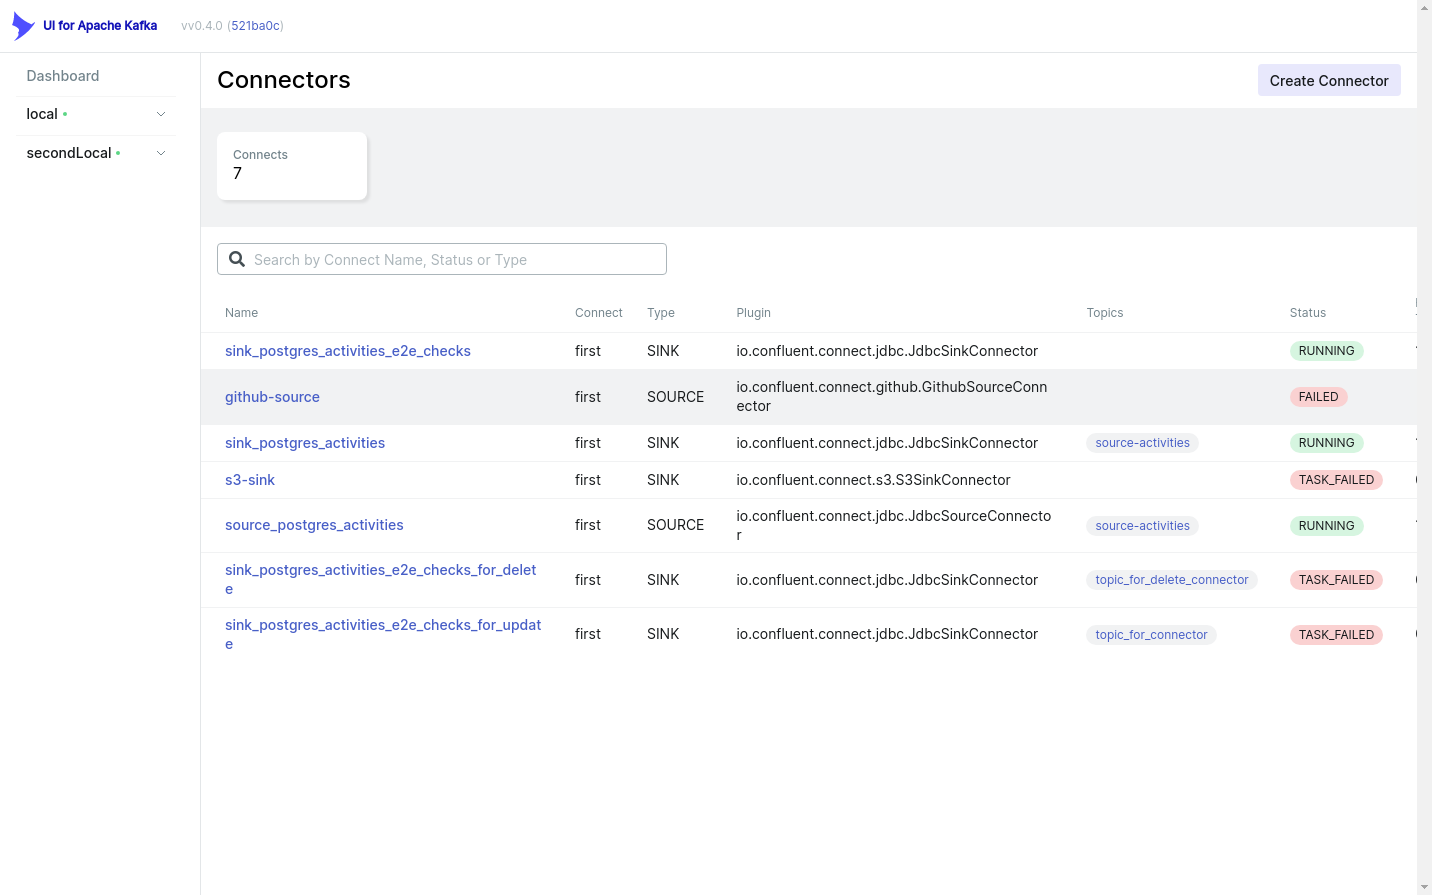 UI for Apache Kafka vv0.4.0 (521ba0c)
Dashboard
local
secondLocal
Connectors
Create Connector
Connects
7
Search by Connect Name, Status or Type
Name Connect Type Plugin Topics Status
sink_postgres_activities_e2e_checks first SINK io.confluent.connect.jdbc.JdbcSinkConnector RUNNING
github-source first SOURCE io.confluent.connect.github.GithubSourceConn
ector FAILED
sink_postgres_activities first SINK io.confluent.connect.jdbc.JdbcSinkConnector source-activities RUNNING
s3-sink first SINK io.confluent.connect.s3.S3SinkConnector TASK_FAILED
source_postgres_activities first SOURCE io.confluent.connect.jdbc.JdbcSourceConnecto
r source-activities RUNNING
sink_postgres_activities_e2e_checks_for_delet
e first SINK io.confluent.connect.jdbc.JdbcSinkConnector topic_for_delete_connector TASK_FAILED
sink_postgres_activities_e2e_checks_for_updat
e first SINK io.confluent.connect.jdbc.JdbcSinkConnector topic_for_connector TASK_FAILED